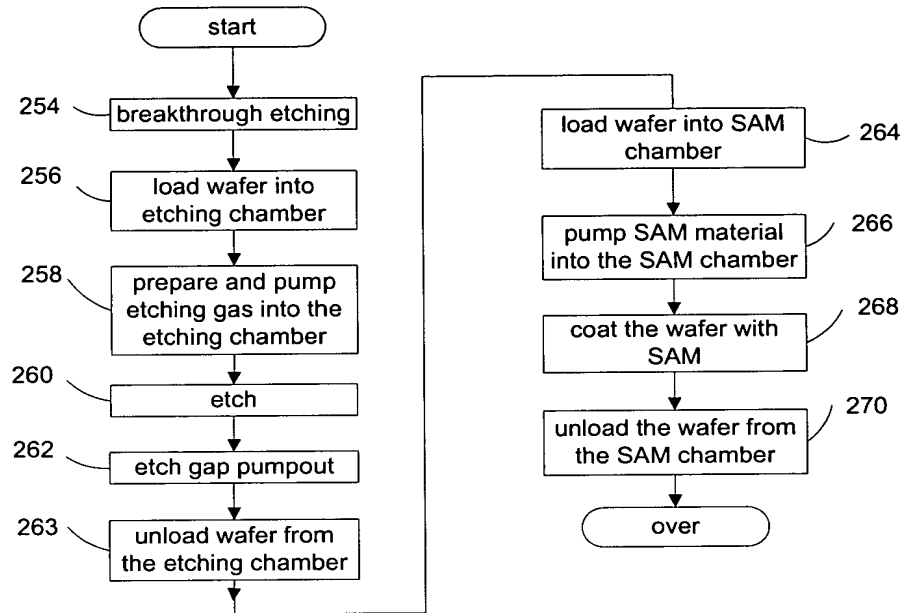 start
254
breakthrough etching
256
load wafer into
etching chamber
258
prepare and pump
etching gas into the
etching chamber
260
etch
262
etch gap pumpout
263
unload wafer from
the etching chamber
load wafer into SAM
chamber
264
pump SAM material
into the SAM chamber
266
coat the wafer with
SAM
268
unload the wafer from
the SAM chamber
270
over